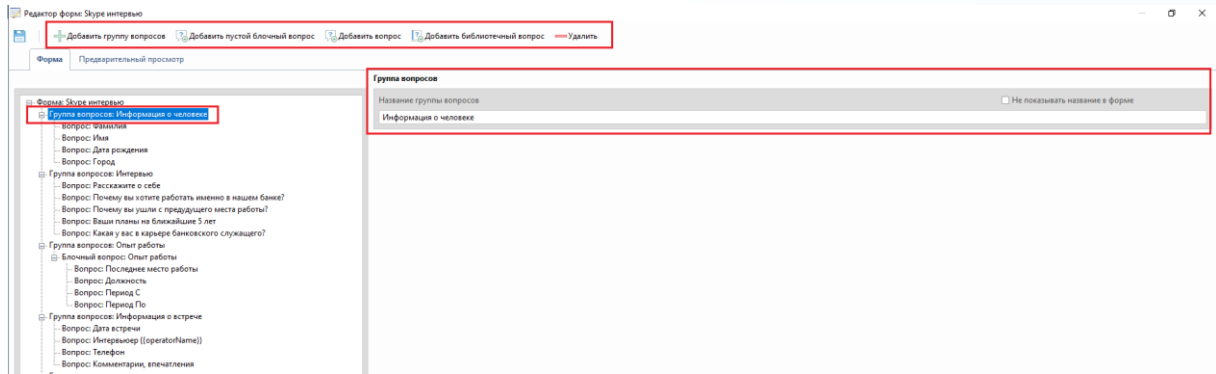 Редактор форм: Skype интервью
Добавить группу вопросов Добавить пустой блочный вопрос Добавить вопрос Добавить библиотечный вопрос Удалить
Форма Предварительный просмотр
Группа вопросов
Название группы вопросов Не показывать название в форме
Информация о человеке
Форма: Skype интервью
Группа вопросов: Информация о человеке
Вопрос: Фамилия
Вопрос: Имя
Вопрос: Дата рождения
Вопрос: Город
Группа вопросов: Интервью
Вопрос: Расскажите о себе
Вопрос: Почему вы хотите работать именно в нашем банке?
Вопрос: Почему вы ушли с предудущего места работы?
Вопрос: Ваши планы на ближайшие 5 лет
Вопрос: Какая у вас в карьере банковского служащего?
Группа вопросов: Опыт работы
Блочный вопрос: Опыт работы
Вопрос: Последнее место работы
Вопрос: Должность
Вопрос: Период С
Вопрос: Период По
Группа вопросов: Информация о встрече
Вопрос: Дата встречи
Вопрос: Интервьюер {{operatorName}}
Вопрос: Телефон
Вопрос: Комментарии, впечатления